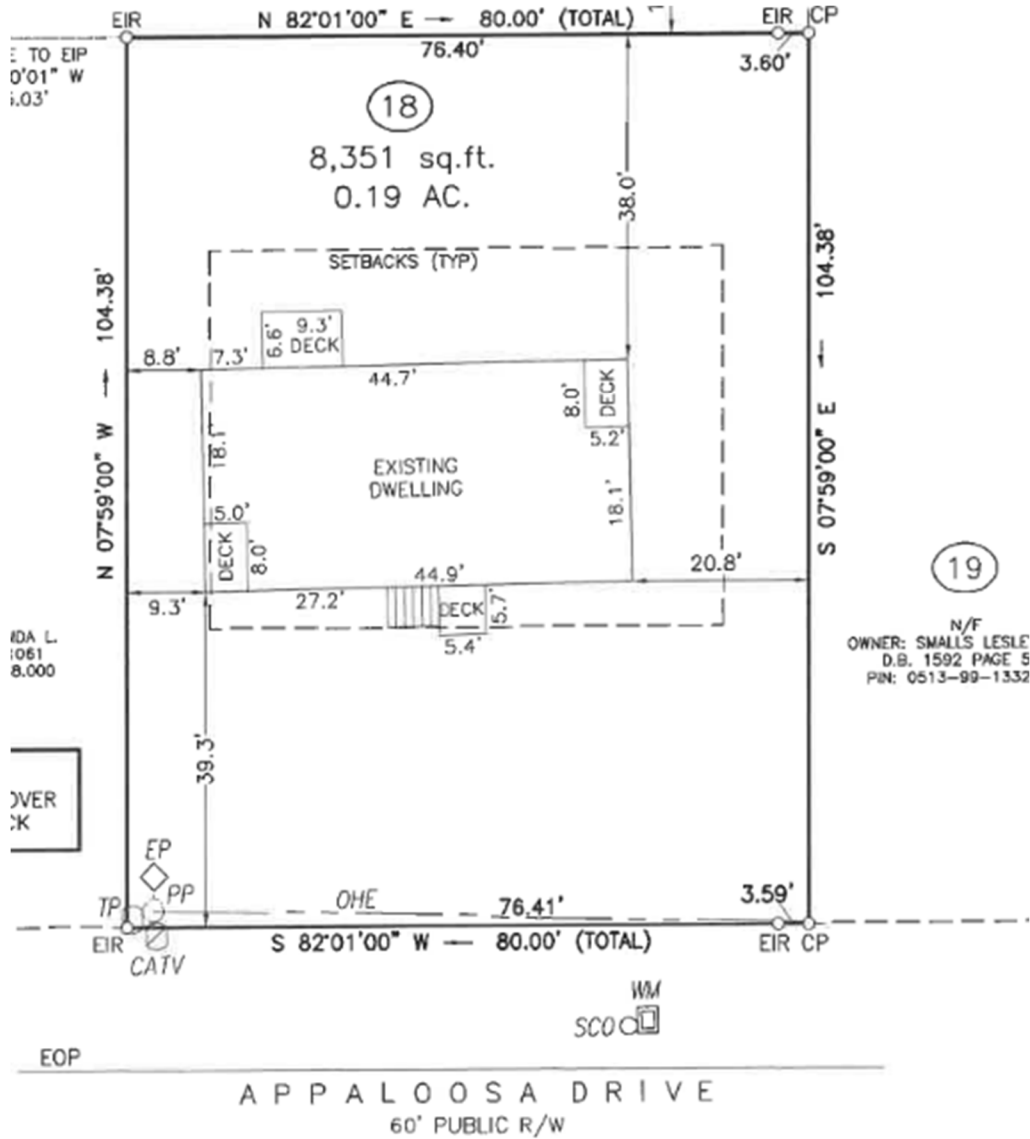 N 82°01'00" E — 80.00' (TOTAL)
EIR
EIR
CP
76.40'
3.60'
E TO EIP
0'01" W
.03'
18
8,351 sq.ft.
0.19 AC.
38.0'
SETBACKS (TYP)
N 07°59'00" W — 104.38'
S 07°59'00" E — 104.38'
8.8'
7.3'
6.6'
9.3'
DECK
44.7'
8.0'
DECK
5.2'
18.1'
EXISTING
DWELLING
18.1'
5.0'
DECK
8.0'
44.9'
20.8'
9.3'
27.2'
DECK
5.7'
5.4'
19
N/F
OWNER: SMALLS LESLE
D.B. 1592 PAGE 5
PIN: 0513-99-1332
NDA L.
061
8.000
39.3'
OVER
CK
EP
PP
TP
OHE
76.41'
3.59'
EIR
S 82°01'00" W — 80.00' (TOTAL)
EIR
CP
CATV
WM
SCO
EOP
APPALOOSA DRIVE
60' PUBLIC R/W